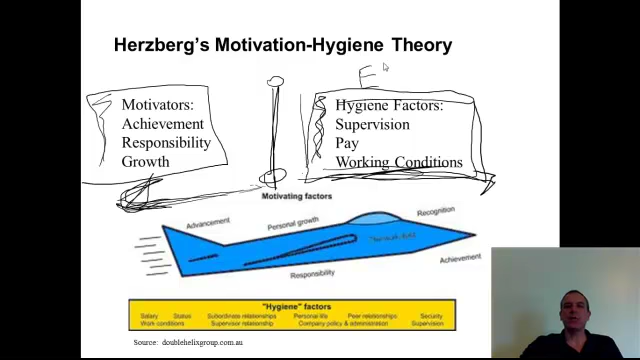 Herzberg's Motivation-Hygiene Theory
E
Motivators:
Achievement
Responsibility
Growth
Hygiene Factors:
Supervision
Pay
Working Conditions
Motivating factors
Advancement
Personal growth
Recognition
Responsibility
Achievement
"Hygiene" factors
Salary Status Subordinate relationships Personal life Peer relationships Security
Work conditions Supervisor relationship Company policy & administration Supervision
Source: doublehelixgroup.com.au